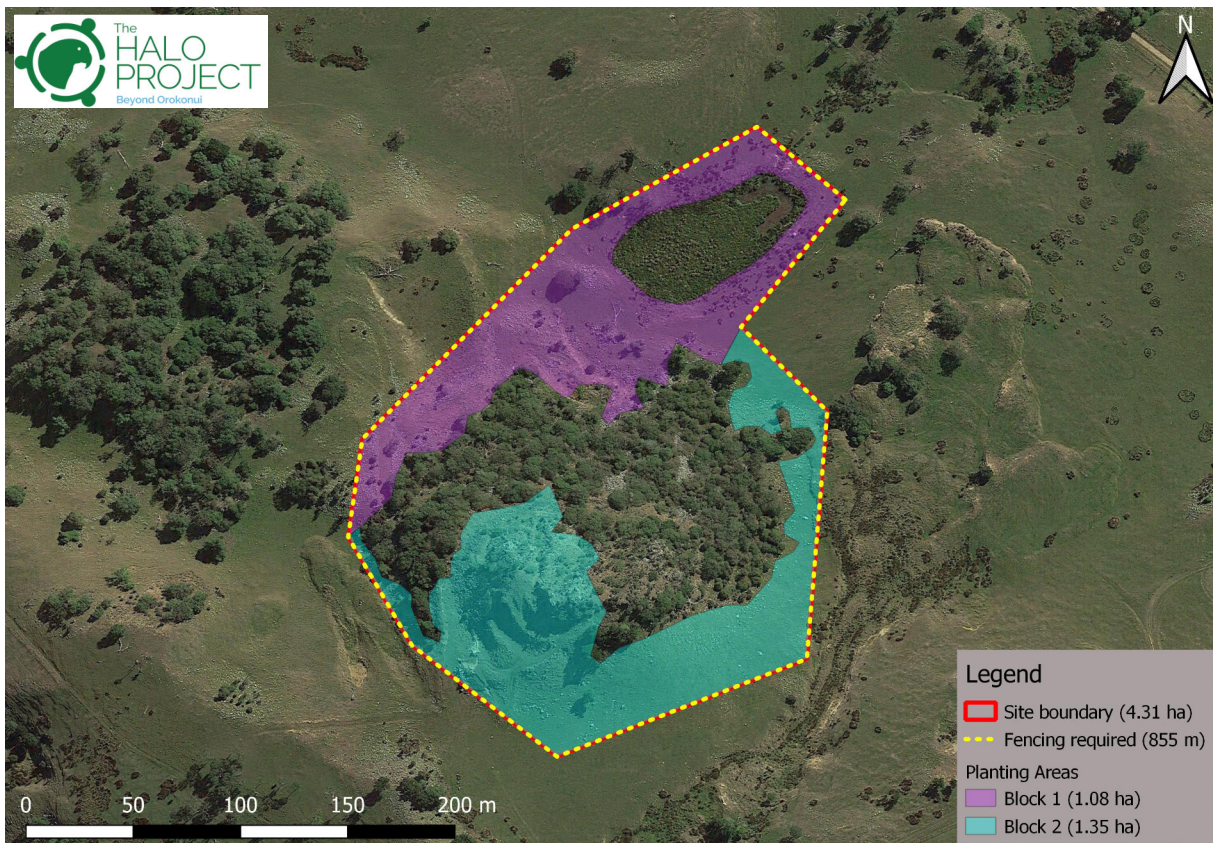 The
HALO
PROJECT
Beyond Orokonui
N
Legend
Site boundary (4.31 ha)
Fencing required (855 m)
Planting Areas
Block 1 (1.08 ha)
Block 2 (1.35 ha)
0 50 100 150 200 m